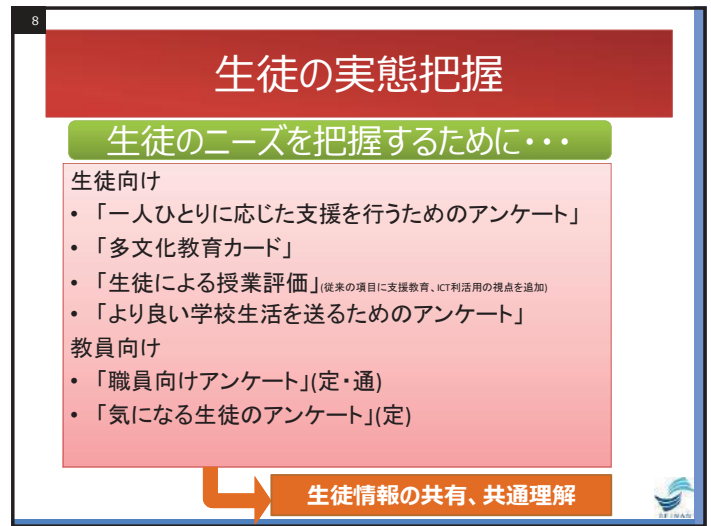 8
生徒の実態把握
生徒のニーズを把握するために・・・
生徒向け
• 「一人ひとりに応じた支援を行うためのアンケート」
• 「多文化教育カード」
• 「生徒による授業評価」(従来の項目に支援教育、ICT利活用の視点を追加)
• 「より良い学校生活を送るためのアンケート」
教員向け
• 「職員向けアンケート」(定・通)
• 「気になる生徒のアンケート」(定)
生徒情報の共有、共通理解